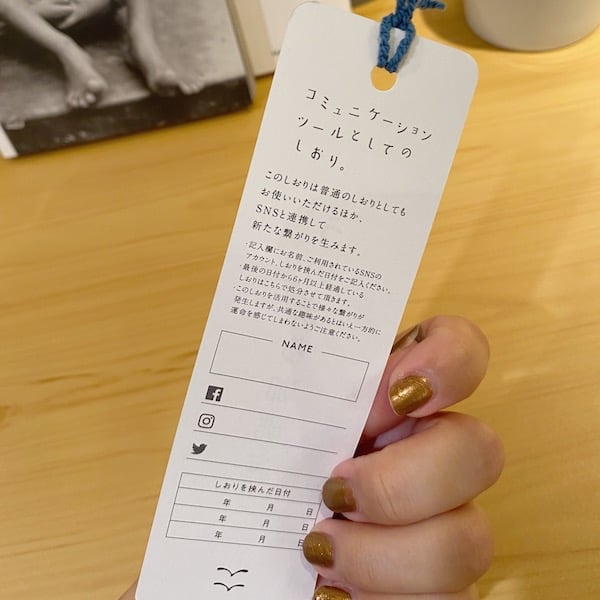 コミュニケーション
ツールとしての
しおり。
このしおりは普通のしおりとしても
お使いいただけるほか、
SNSと連携して
新たな繋がりを生みます。
・記入欄にお名前、ご利用されているSNSの
アカウント、しおりを挟んだ日付をご記入ください。
・最後の日付から6ヶ月以上経過している
しおりはこちらで処分させて頂きます。
・このしおりを活用することで様々な繋がりが
発生しますが、共通な趣味があるとはいえ一方的に
運命を感じてしまわないようご注意ください。
NAME
しおりを挟んだ日付
年 月 日
年 月 日
年 月 日